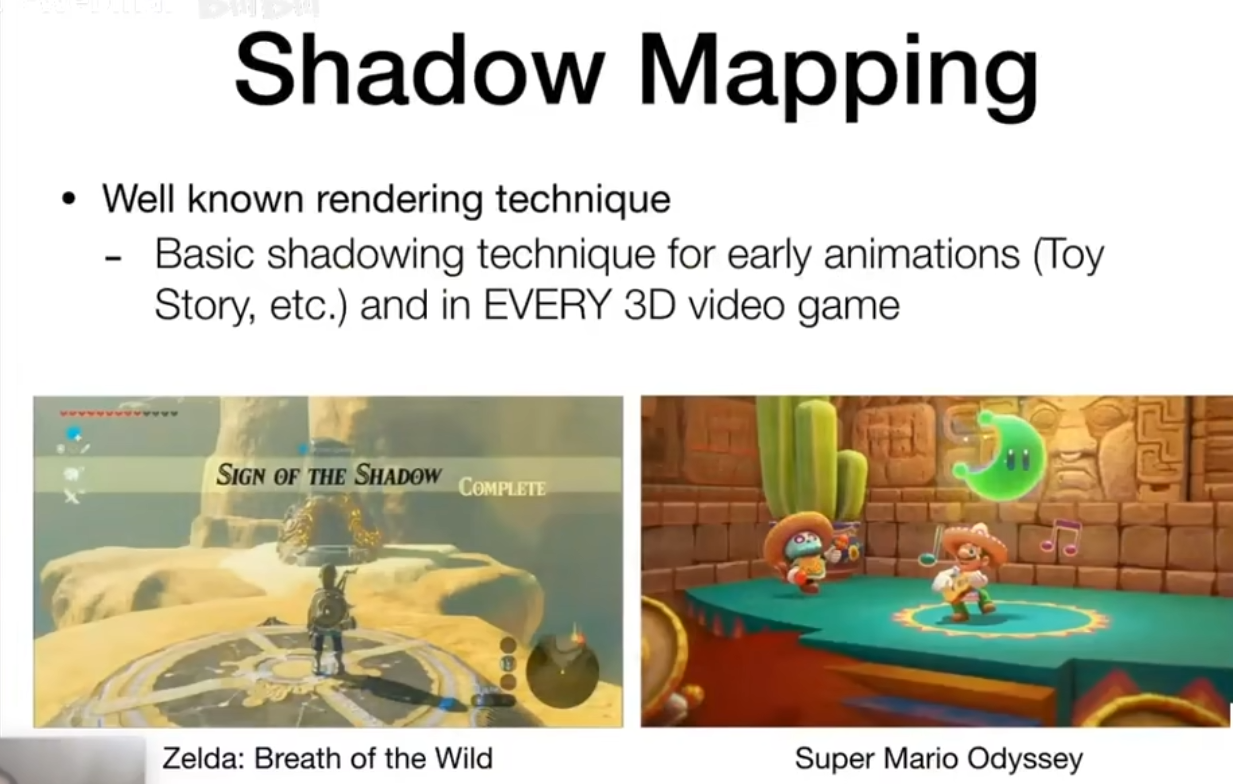 Shadow Mapping
• Well known rendering technique
- Basic shadowing technique for early animations (Toy
Story, etc.) and in EVERY 3D video game
SIGN OF THE SHADOW
COMPLETE
Zelda: Breath of the Wild
Super Mario Odyssey